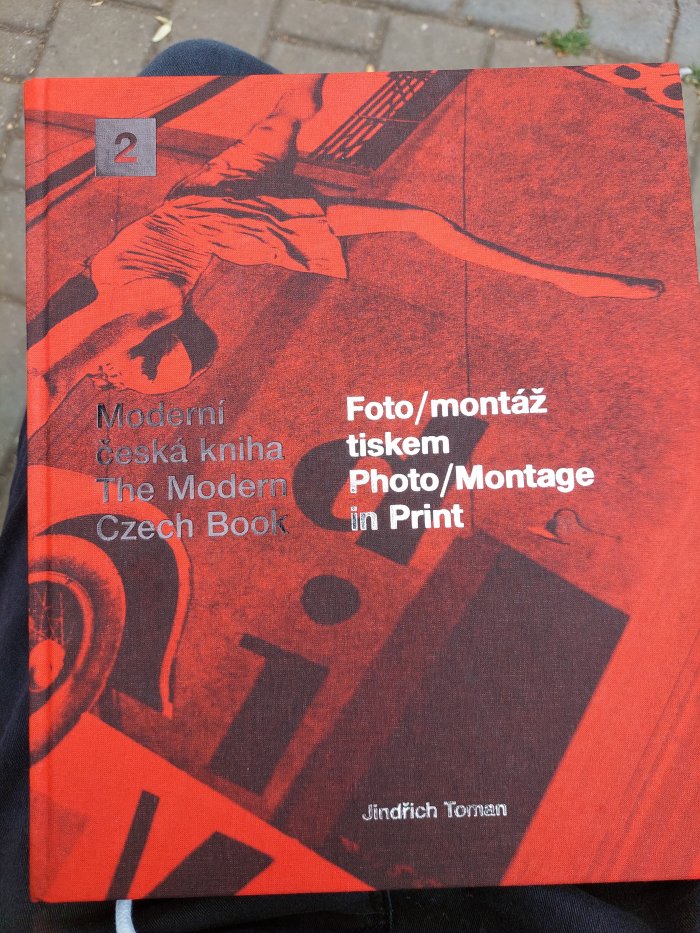 2
Moderní
česká kniha
The Modern
Czech Book
Foto/montáž
tiskem
Photo/Montage
in Print
Jindřich Toman